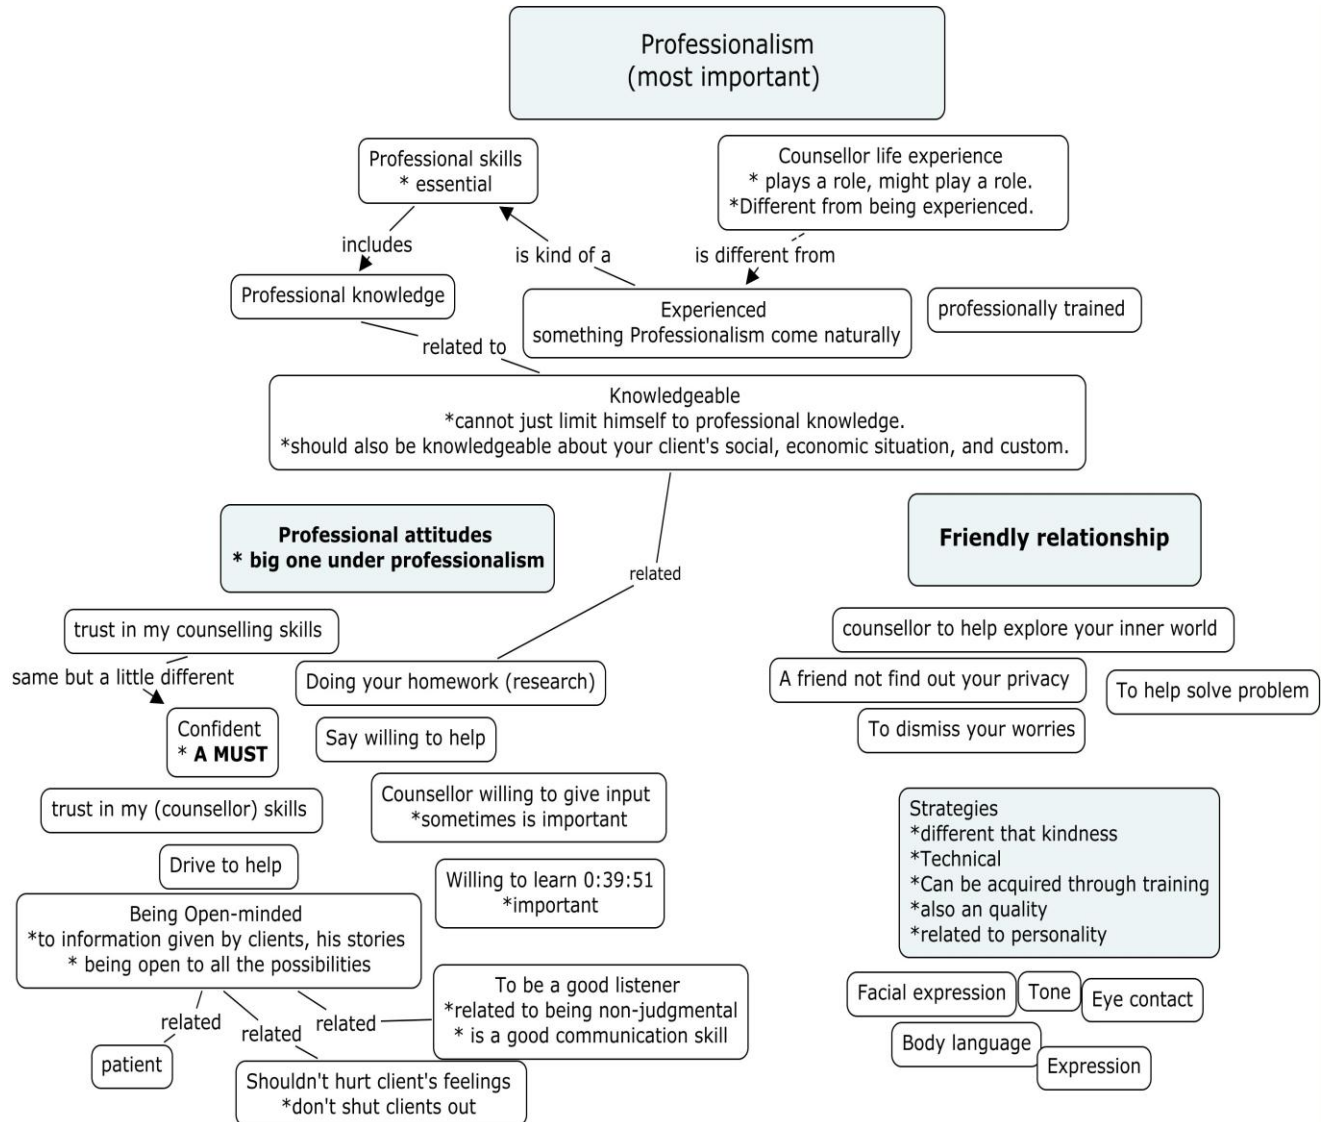 Professionalism
(most important)
Professional skills
* essential
Counsellor life experience
* plays a role, might play a role.
*Different from being experienced.
includes
is kind of a
is different from
Professional knowledge
Experienced
something Professionalism come naturally
professionally trained
related to
Knowledgeable
*cannot just limit himself to professional knowledge.
*should also be knowledgeable about your client's social, economic situation, and custom.
Professional attitudes
* big one under professionalism
related
Friendly relationship
trust in my counselling skills
same but a little different
Doing your homework (research)
Confident
* A MUST
Say willing to help
trust in my (counsellor) skills
Counsellor willing to give input
*sometimes is important
Drive to help
Willing to learn 0:39:51
*important
Being Open-minded
*to information given by clients, his stories
* being open to all the possibilities
To be a good listener
*related to being non-judgmental
* is a good communication skill
related
related
related
patient
Shouldn't hurt client's feelings
*don't shut clients out
counsellor to help explore your inner world
A friend not find out your privacy
To help solve problem
To dismiss your worries
Strategies
*different that kindness
*Technical
*Can be acquired through training
*also an quality
*related to personality
Facial expression
Tone
Eye contact
Body language
Expression